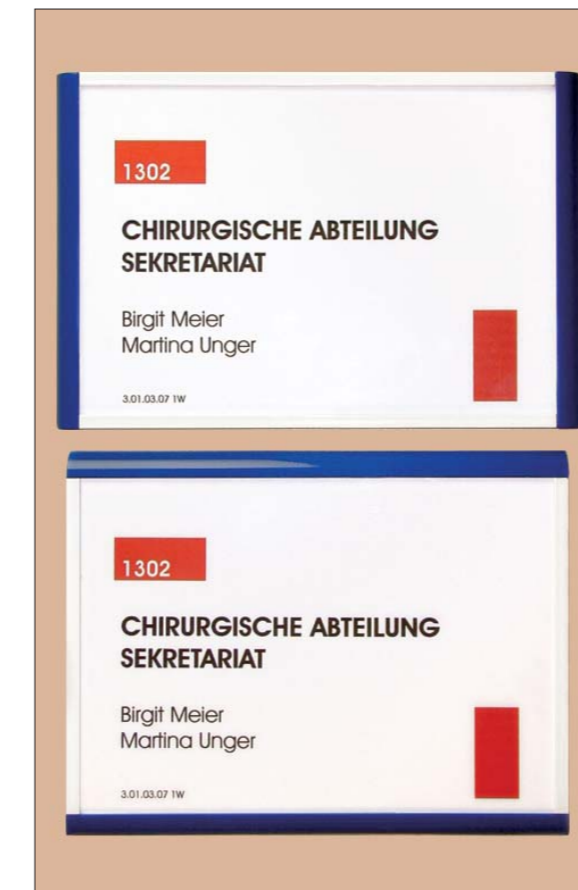 1302
CHIRURGISCHE ABTEILUNG
SEKRETARIAT
Birgit Meier
Martina Unger
3.01.03.07 1W
1302
CHIRURGISCHE ABTEILUNG
SEKRETARIAT
Birgit Meier
Martina Unger
3.01.03.07 1W